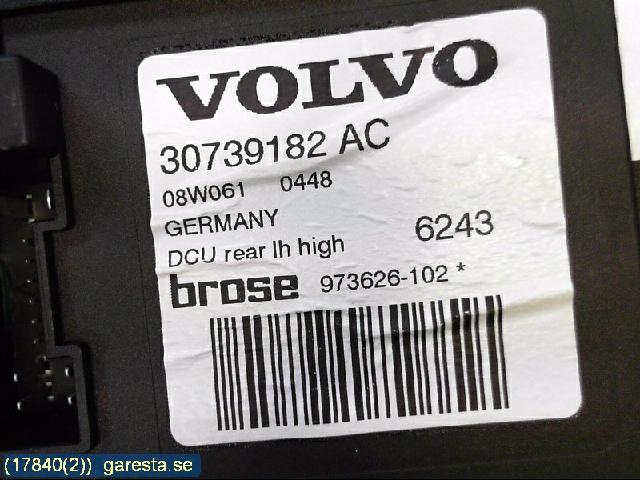 VOLVO
30739182 AC
08W061 0448
GERMANY
DCU rear lh high 6243
brose 973626-102 *
(17840(2)) garesta.se